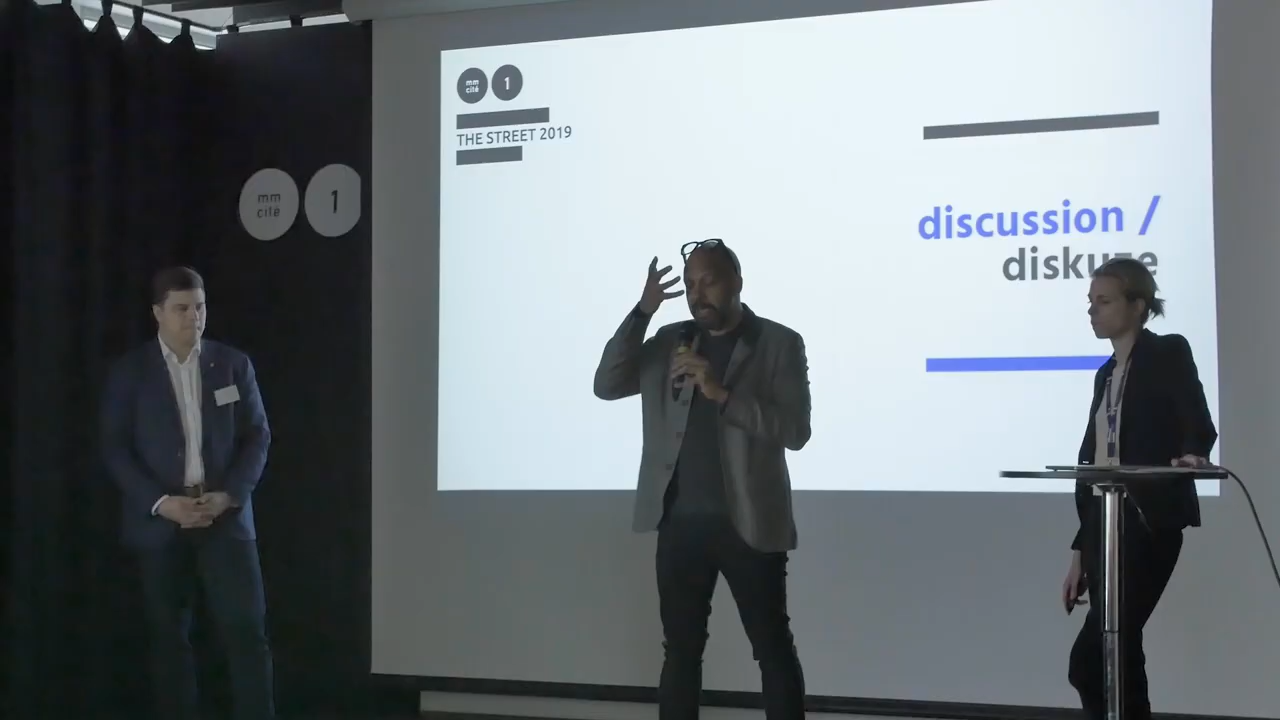 mm
cité
1
THE STREET 2019
discussion /
diskuze
mm
cité
1